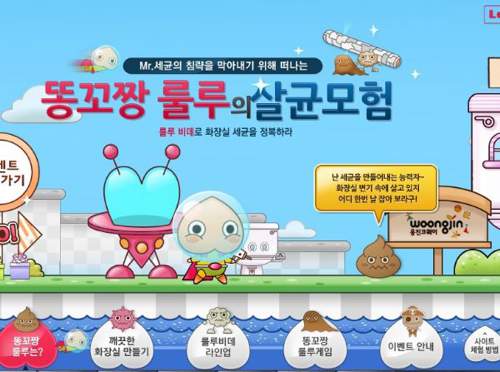 Mr.세균의 침략을 막아내기 위해 떠나는
똥꼬짱 룰루의 살균모험
룰루 비데로 화장실 세균을 정복하라
난 세균을 만들어내는 능력자~
화장실 변기 속에 살고 있지
어디 한번 날 잡아 보라구!
woongjin
웅진코웨이
똥꼬짱
룰루는?
깨끗한
화장실 만들기
룰루비데
라인업
똥꼬짱
룰루게임
이벤트 안내
사이트
체험 방법